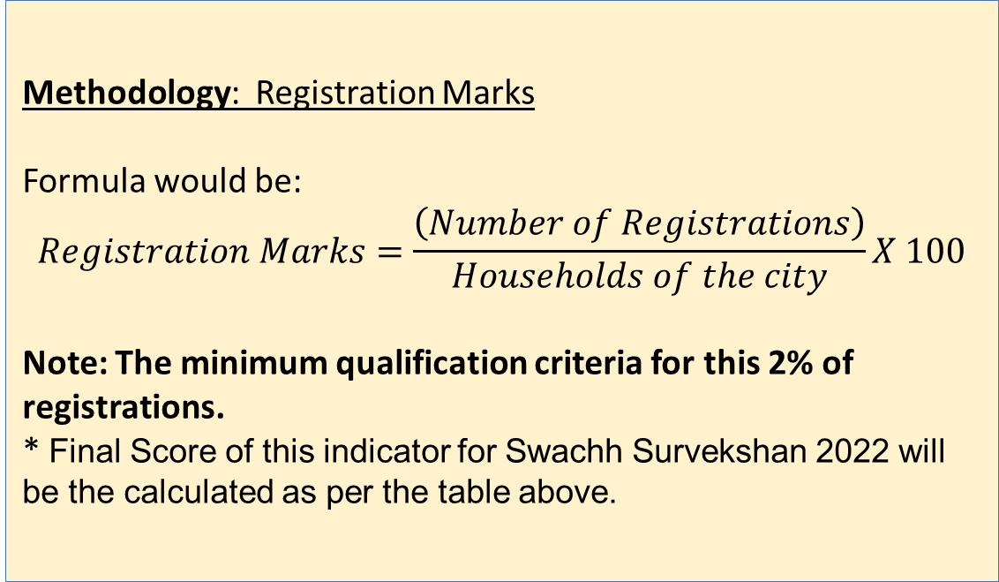 Methodology:  Registration Marks
Formula would be:
Registration Marks = (Number of Registrations) / Households of the city X 100
Note: The minimum qualification criteria for this 2% of
registrations.
* Final Score of this indicator for Swachh Survekshan 2022 will
be the calculated as per the table above.